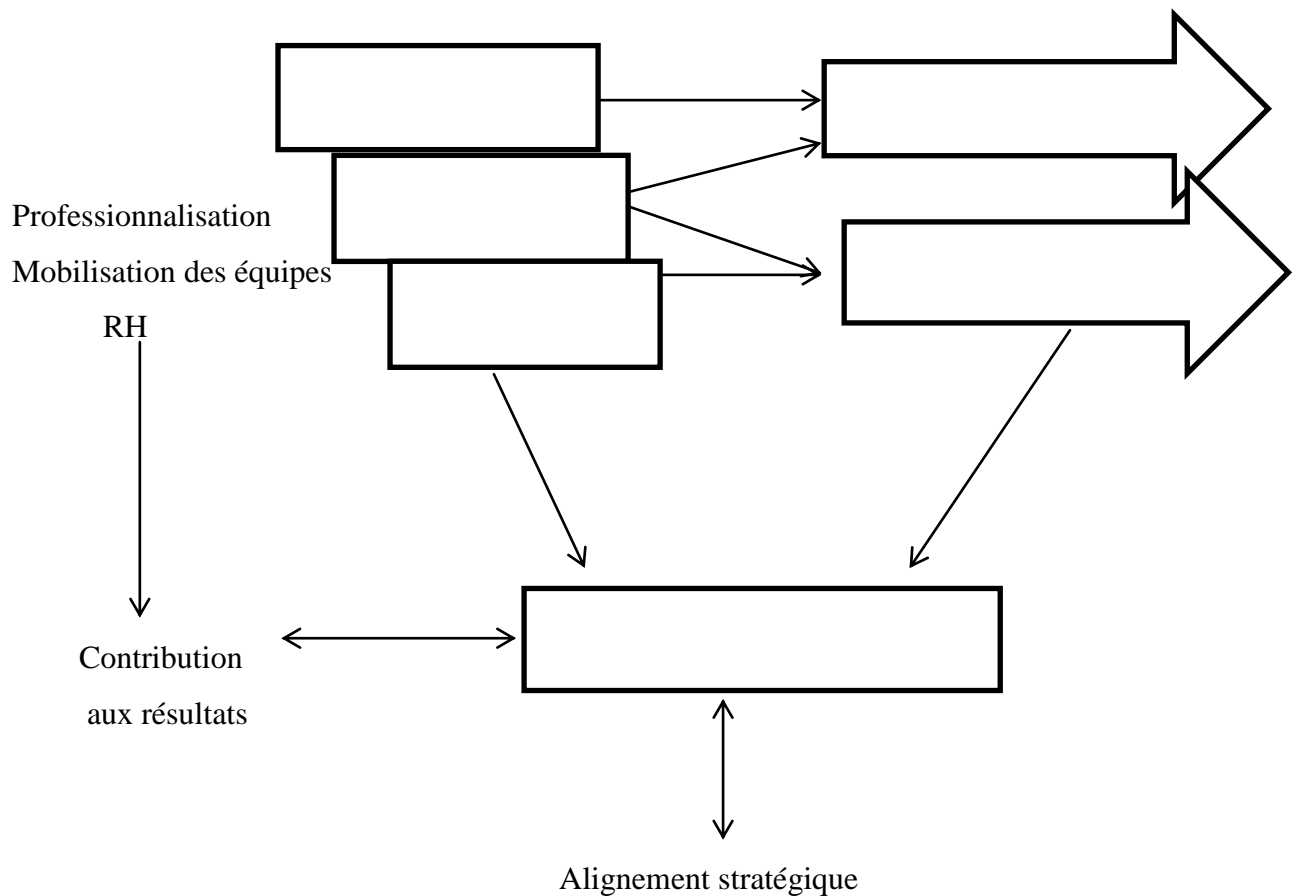 Professionnalisation
Mobilisation des équipes
RH
Contribution
aux résultats
Alignement stratégique